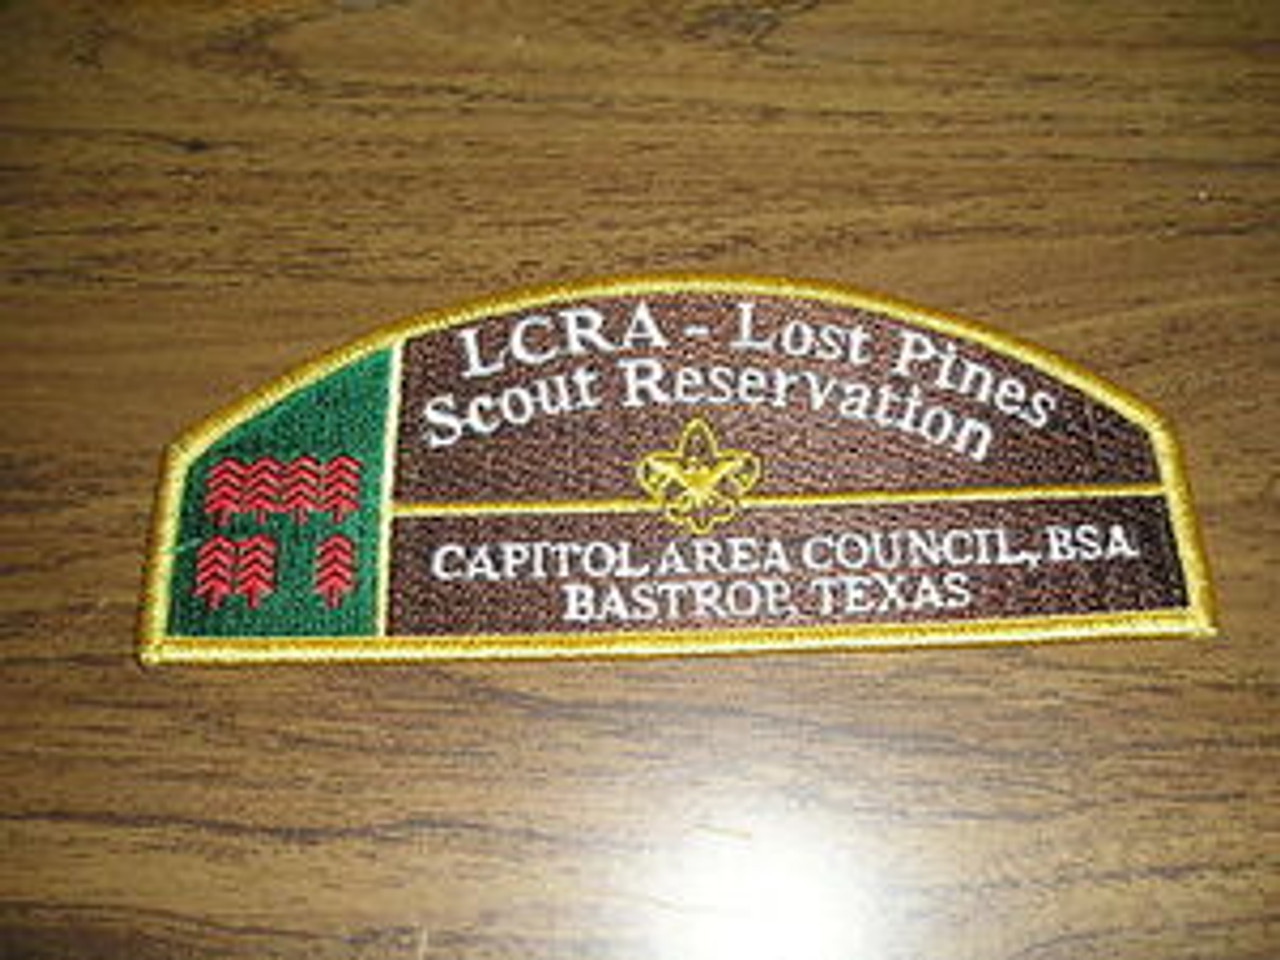 LCRA - Lost Pines
Scout Reservation
CAPITOL AREA COUNCIL, BSA
BASTROP, TEXAS